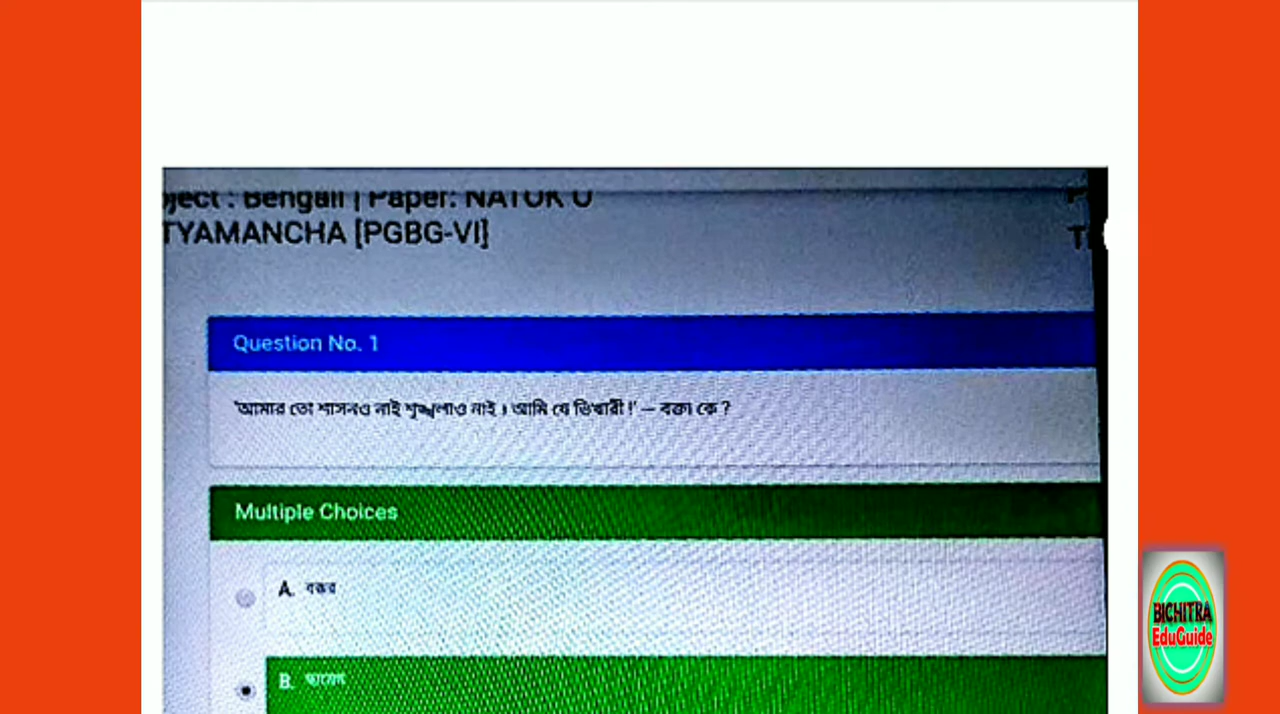 ject : Bengali | Paper: NATOK O
TYAMANCHA [PGBG-VI]
Question No. 1
'আমার তো শাসনও নাই শৃঙ্খলাও নাই। আমি যে ভিখারী!' – বক্তা কে ?
Multiple Choices
A.
B.
BICHITRA
EduGuide